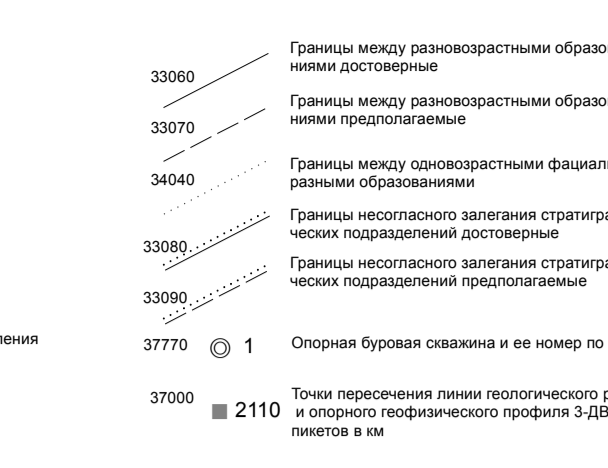 33060
Границы между разновозрастными образо
ниями достоверные
33070
Границы между разновозрастными образо
ниями предполагаемые
34040
Границы между одновозрастными фациаль
разными образованиями
33080
Границы несогласного залегания стратигра
ческих подразделений достоверные
33090
Границы несогласного залегания стратигра
ческих подразделений предполагаемые
ления
37770
1
Опорная буровая скважина и ее номер по
37000
2110
Точки пересечения линии геологического р
и опорного геофизического профиля 3-ДВ
пикетов в км